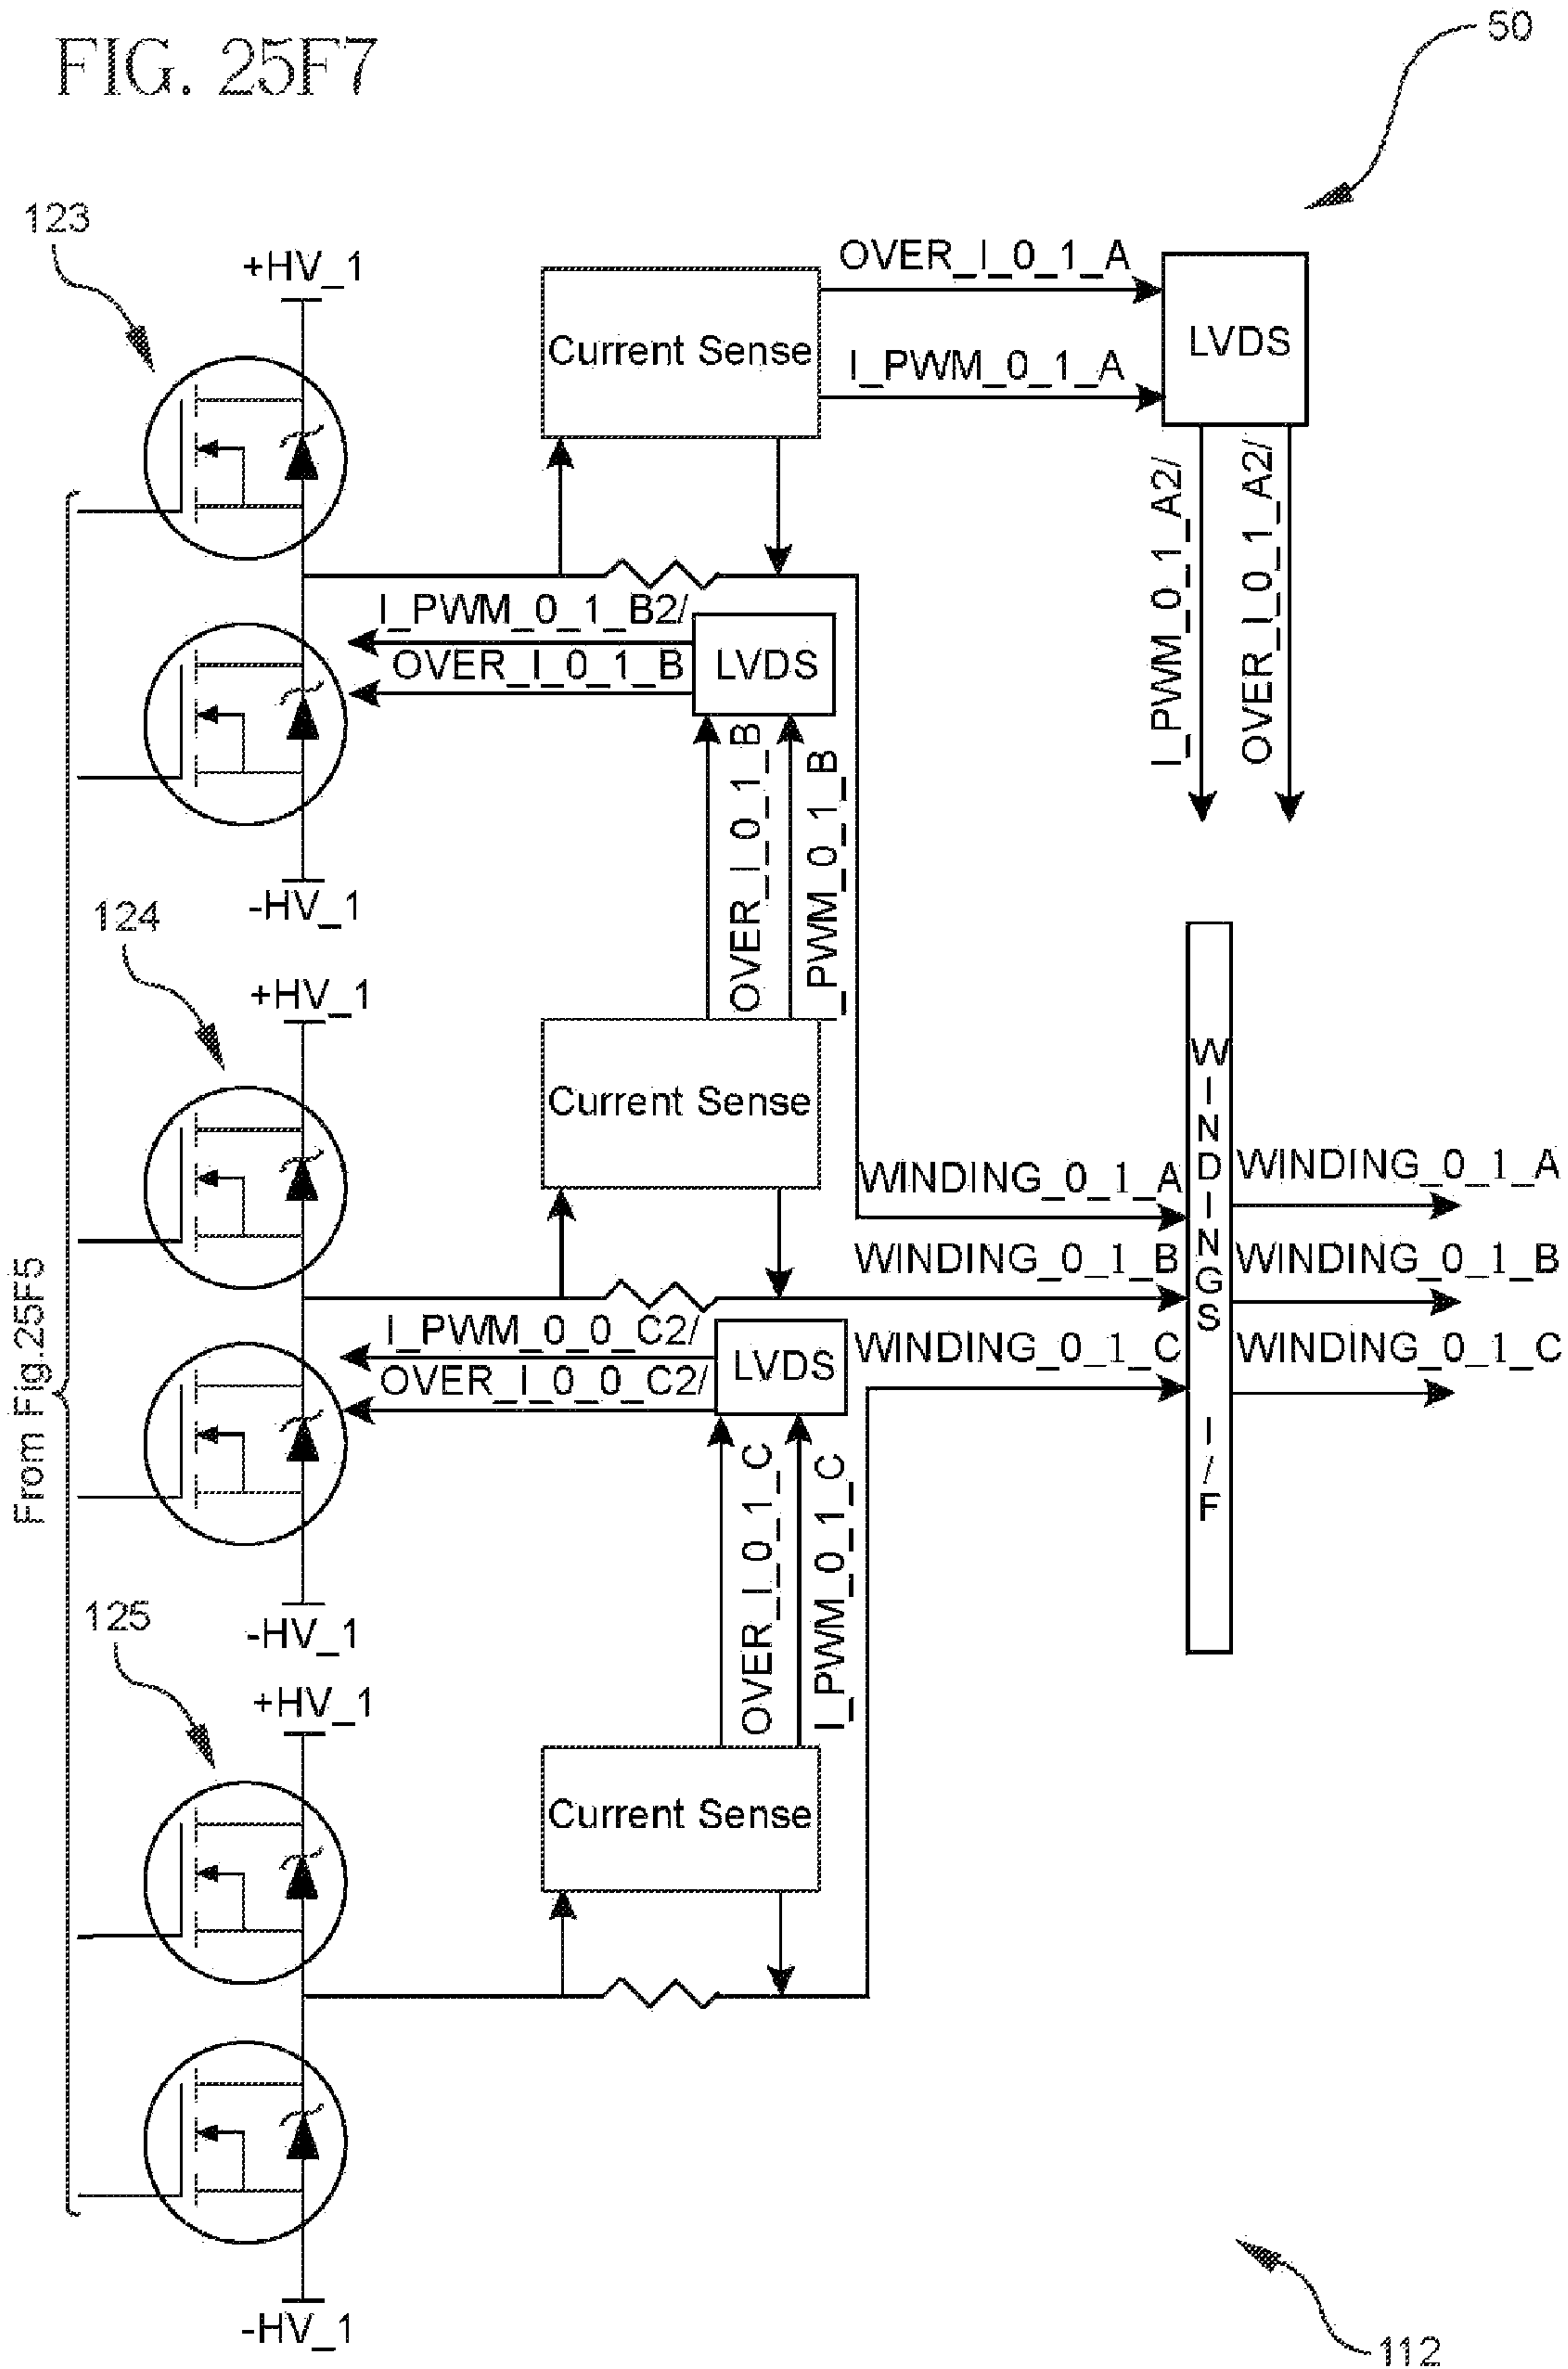 FIG. 25F7
50
123
+HV_1
OVER_I_0_1_A
Current Sense
LVDS
I_PWM_0_1_A
I_PWM_0_1_A2/
OVER_I_0_1_A2/
I_PWM_0_1_B2/
OVER_I_0_1_B
LVDS
OVER_I_0_1_B
I_PWM_0_1_B
-HV_1
124
+HV_1
Current Sense
WINDINGS I/F
WINDING_0_1_A
WINDING_0_1_A
WINDING_0_1_B
WINDING_0_1_B
I_PWM_0_0_C2/
OVER_I_0_0_C2/
LVDS
WINDING_0_1_C
WINDING_0_1_C
From Fig.25F5
OVER_I_0_1_C
I_PWM_0_1_C
-HV_1
125
+HV_1
Current Sense
-HV_1
112